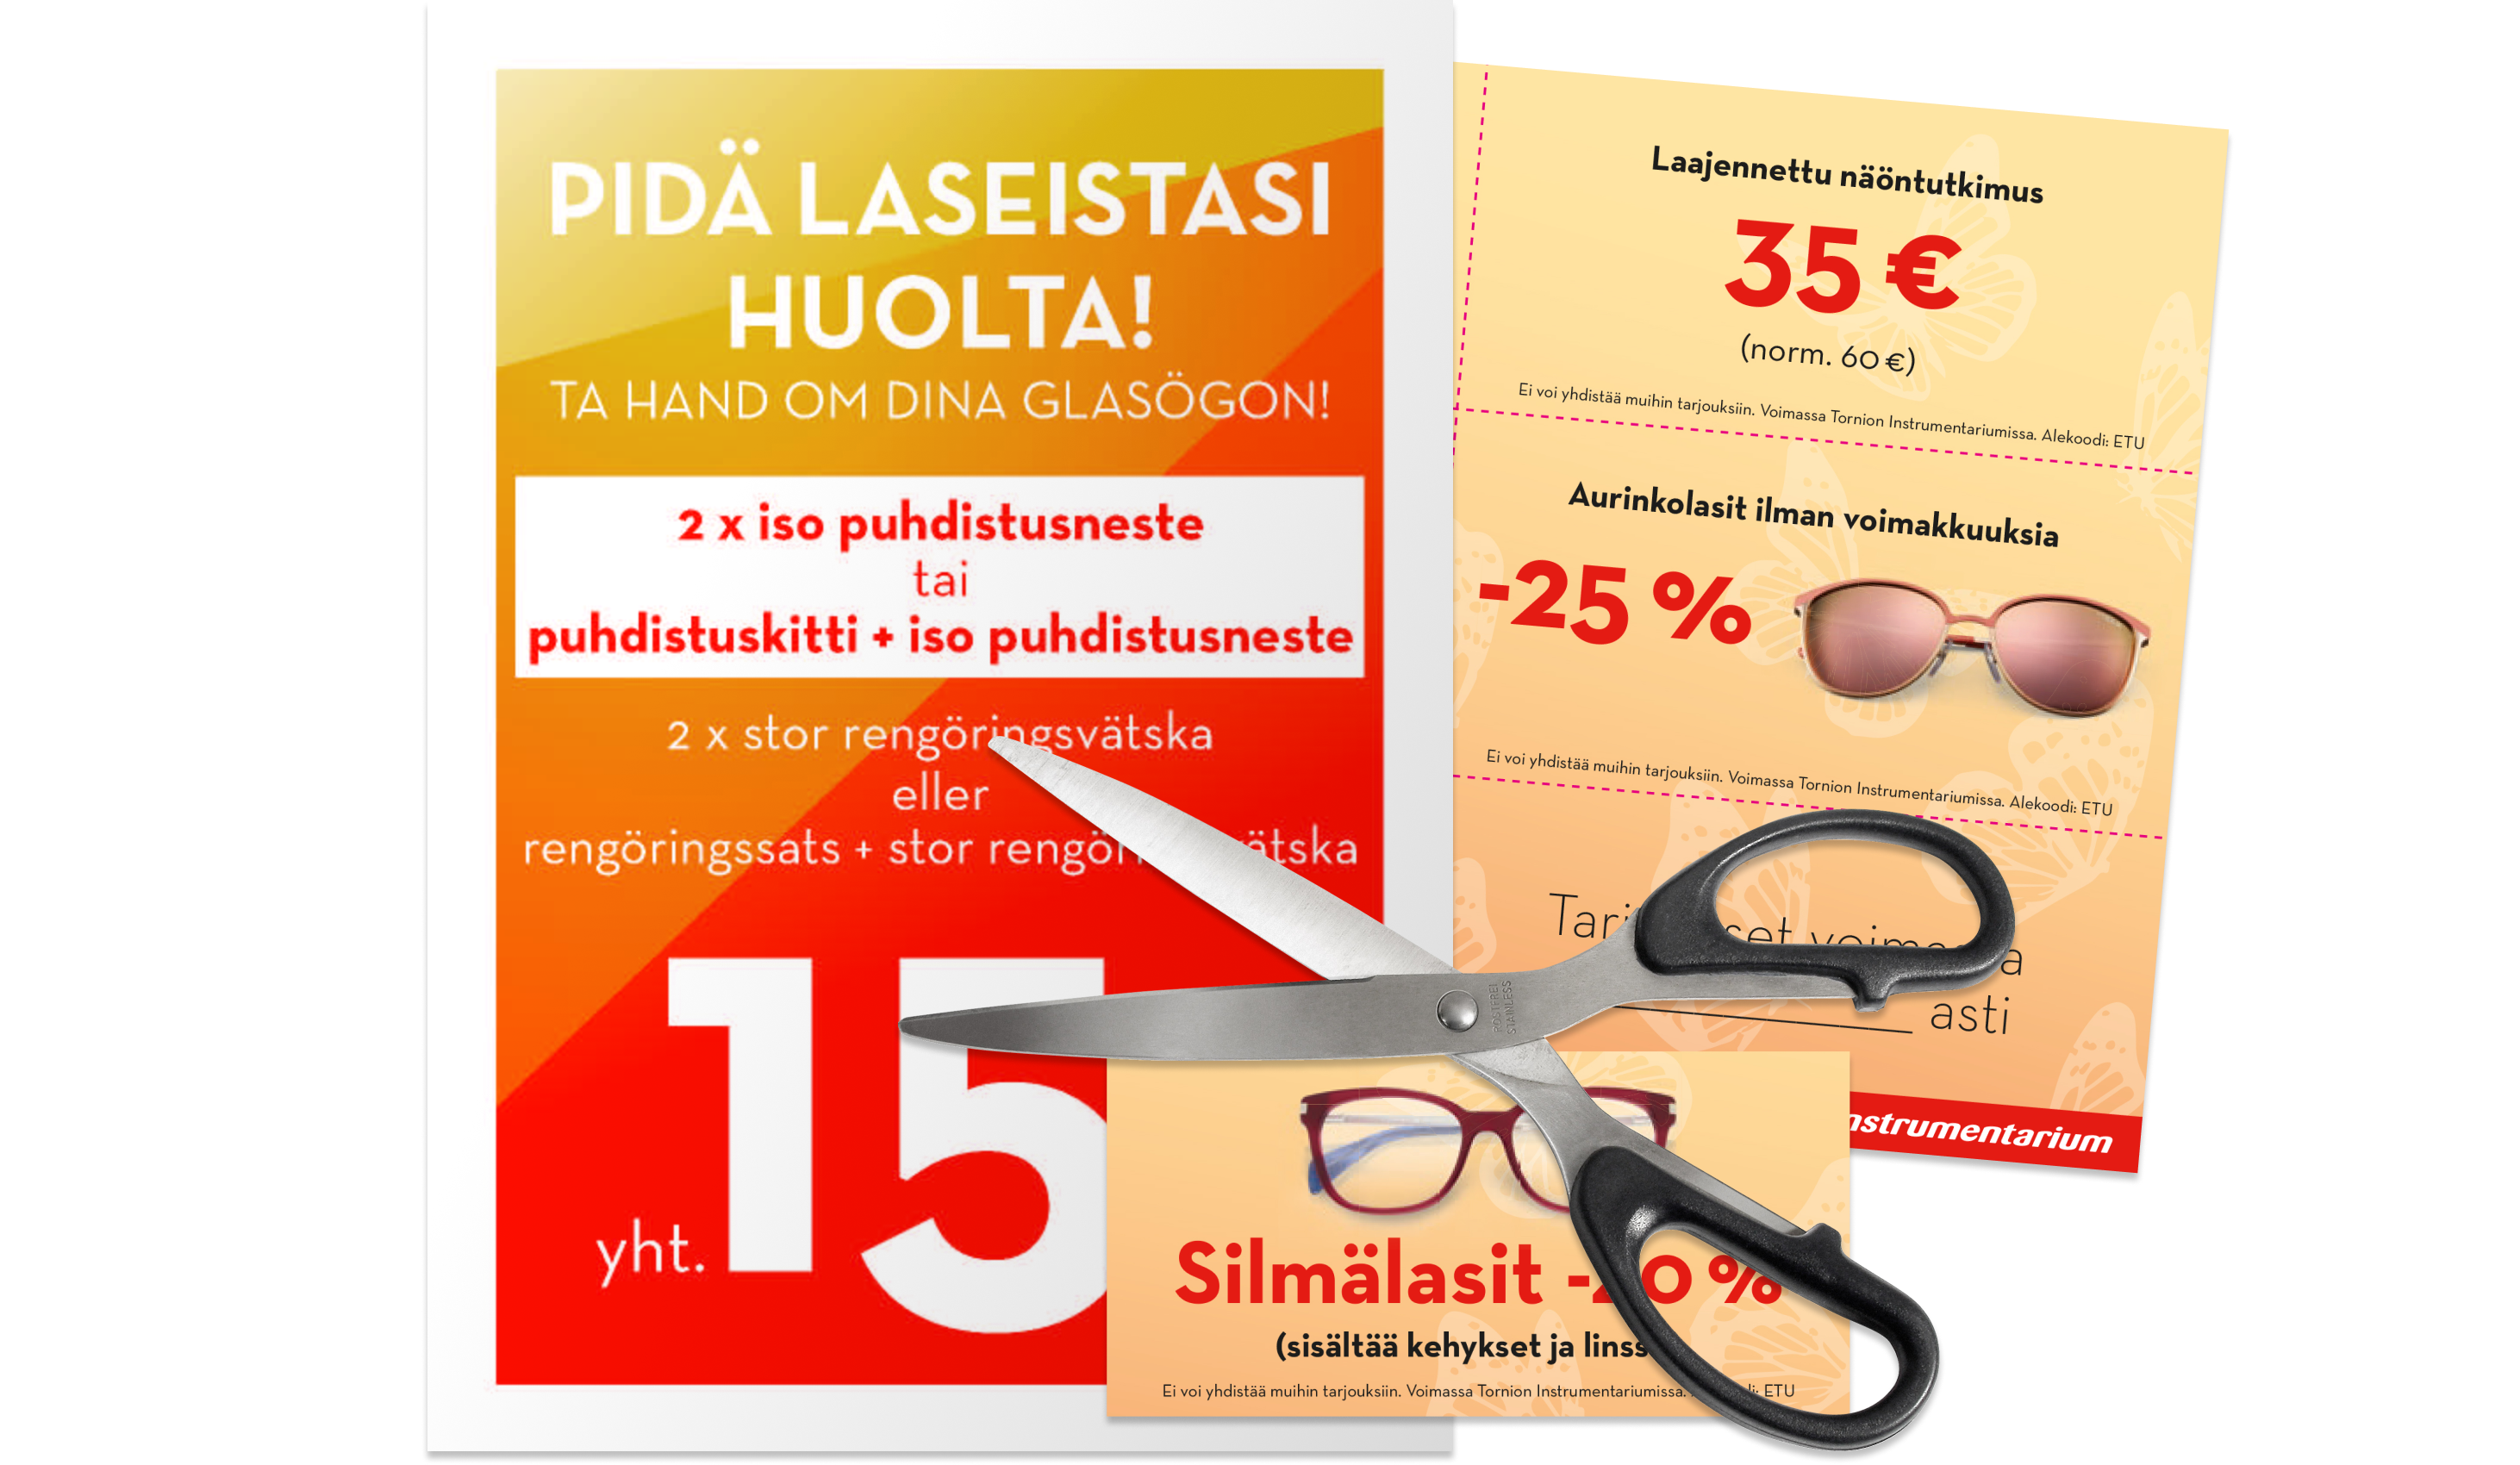 PIDÄ LASEISTASI
HUOLTA!
TA HAND OM DINA GLASÖGON!
2 x iso puhdistusneste
tai
puhdistuskitti + iso puhdistusneste
2 x stor rengöringsvätska
eller
rengöringssats + stor
yht. 15
Laajennettu näöntutkimus
35 €
(norm. 60 €)
Ei voi yhdistää muihin tarjouksiin. Voimassa Tornion Instrumentariumissa. Alekoodi: ETU
Aurinkolasit ilman voimakkuuksia
-25 %
Ei voi yhdistää muihin tarjouksiin. Voimassa Tornion Instrumentariumissa. Alekoodi: ETU
asti
Instrumentarium
ROSTFREI
STAINLESS
Silmälasit
(sisältää kehykset ja
Ei voi yhdistää muihin tarjouksiin. Voimassa Tornion Instrumentariumissa. ETU